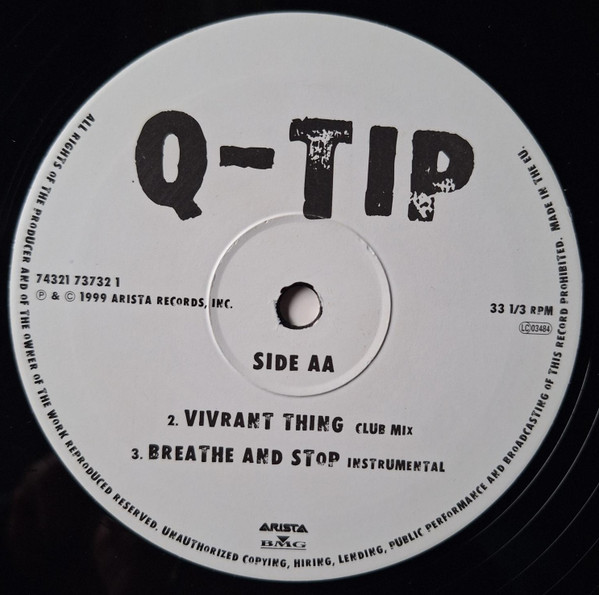 Q-TIP
74321 73732 1
℗ & © 1999 ARISTA RECORDS, INC.
33 1/3 RPM
LC 03484
SIDE AA
2. VIVRANT THING CLUB MIX
3. BREATHE AND STOP INSTRUMENTAL
ARISTA
BMG
ALL RIGHTS OF THE PRODUCER AND OF THE OWNER OF THE WORK REPRODUCED RESERVED. UNAUTHORIZED COPYING, HIRING, LENDING, PUBLIC PERFORMANCE AND BROADCASTING OF THIS RECORD PROHIBITED. MADE IN THE EU.